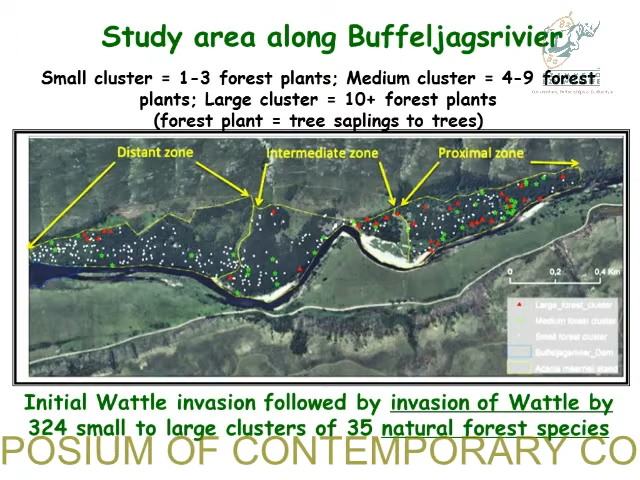 Study area along Buffeljagsrivier
Small cluster = 1-3 forest plants; Medium cluster = 4-9 forest
plants; Large cluster = 10+ forest plants
(forest plant = tree saplings to trees)
Distant zone
Intermediate zone
Proximal zone
0 0,2 0,4 Km
Large_forest_cluster
Medium forest cluster
Small forest cluster
Buffeljagsrivier_Dam
Acacia mearnsii stand
Initial Wattle invasion followed by invasion of Wattle by
324 small to large clusters of 35 natural forest species
POSIUM OF CONTEMPORARY CO